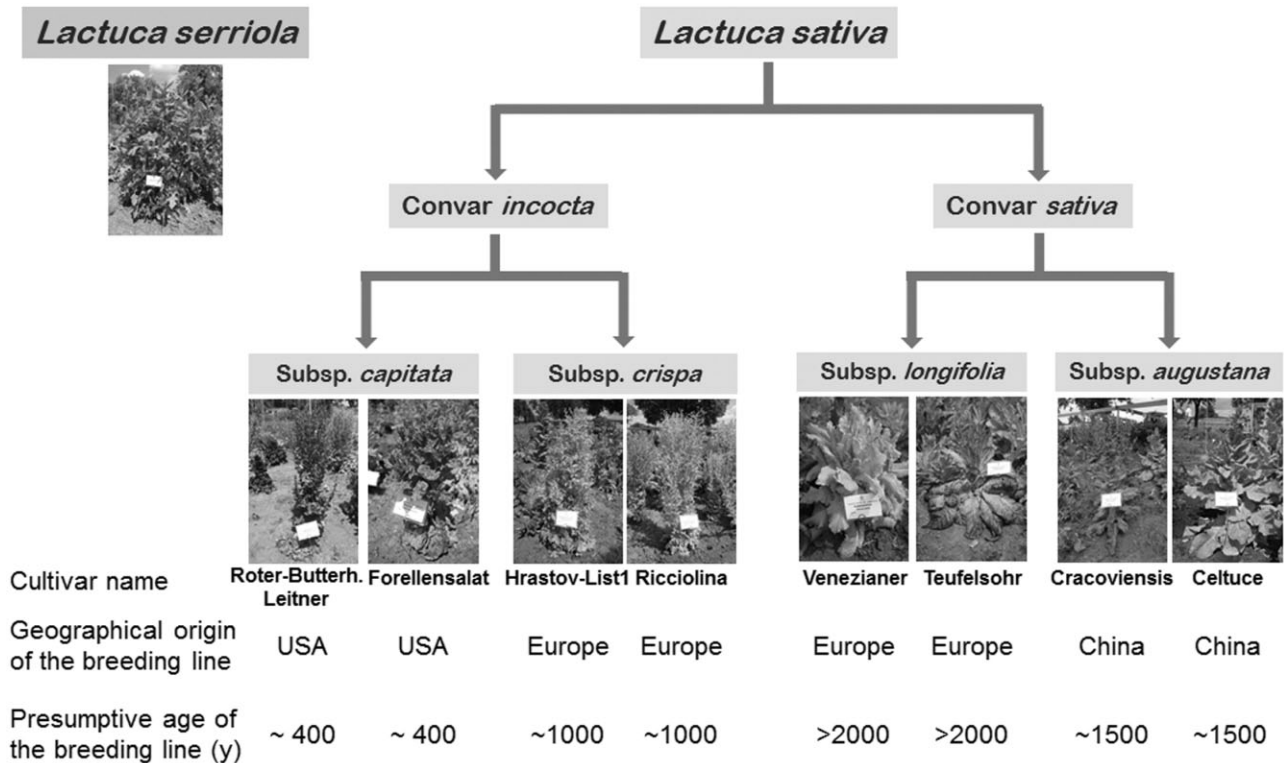 Lactuca serriola
Lactuca sativa
Convar incocta
Convar sativa
Subsp. capitata
Subsp. crispa
Subsp. longifolia
Subsp. augustana
Cultivar name
Roter-Butterh.
Leitner
Forellensalat
Hrastov-List1
Ricciolina
Venezianer
Teufelsohr
Cracoviensis
Celtuce
Geographical origin
of the breeding line
USA
USA
Europe
Europe
Europe
Europe
China
China
Presumptive age of
the breeding line (y)
~ 400
~ 400
~1000
~1000
>2000
>2000
~1500
~1500